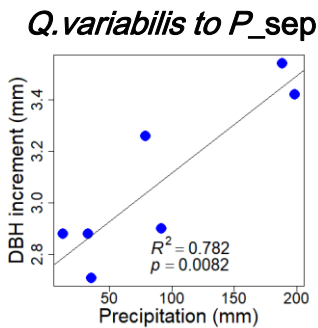 Q.variabilis to P_sep
DBH increment (mm)
3.4
3.2
3.0
2.8
R² = 0.782
p = 0.0082
50
100
150
200
Precipitation (mm)